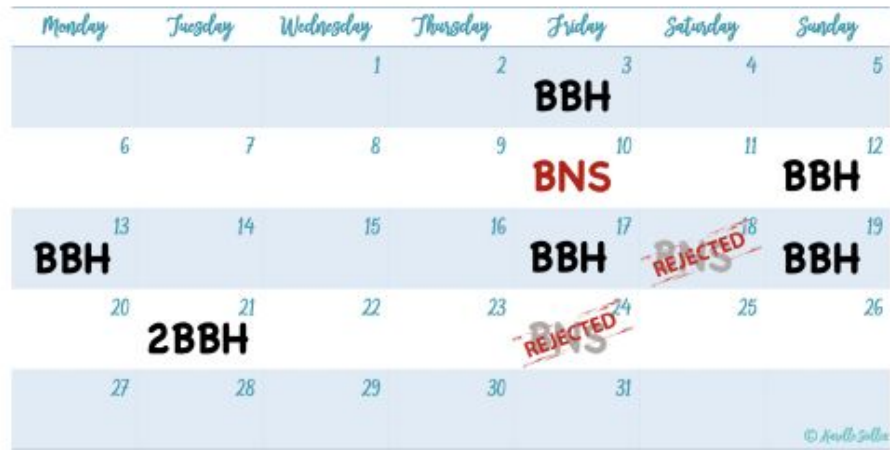 Monday Tuesday Wednesday Thursday Friday Saturday Sunday
1 2 3 4 5
BBH
6 7 8 9 10 11 12
BNS BBH
13 14 15 16 17 18 19
BBH BBH BNS REJECTED BBH
20 21 22 23 24 25 26
2BBH BNS REJECTED
27 28 29 30 31
©